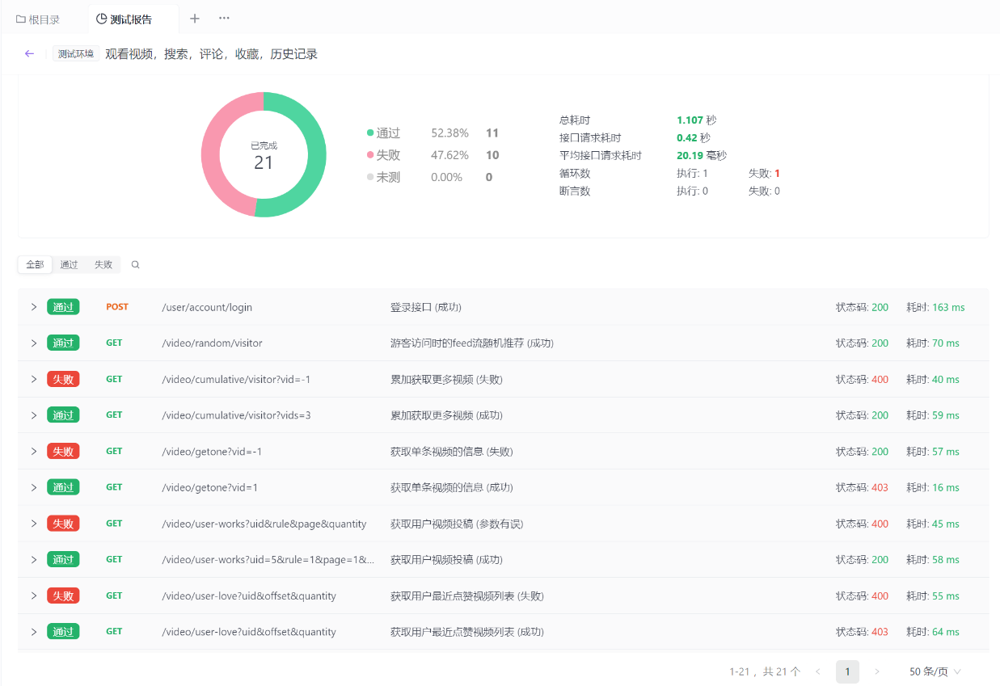 根目录 测试报告
测试环境 观看视频，搜索，评论，收藏，历史记录
已完成
21
通过 52.38% 11
失败 47.62% 10
未测 0.00% 0
总耗时 1.107 秒
接口请求耗时 0.42 秒
平均接口请求耗时 20.19 毫秒
循环数 执行: 1 失败: 1
断言数 执行: 0 失败: 0
全部 通过 失败
通过 POST /user/account/login 登录接口 (成功) 状态码: 200 耗时: 163 ms
通过 GET /video/random/visitor 游客访问时的feed流随机推荐 (成功) 状态码: 200 耗时: 70 ms
失败 GET /video/cumulative/visitor?vid=-1 累加获取更多视频 (失败) 状态码: 400 耗时: 40 ms
通过 GET /video/cumulative/visitor?vids=3 累加获取更多视频 (成功) 状态码: 200 耗时: 59 ms
失败 GET /video/getone?vid=-1 获取单条视频的信息 (失败) 状态码: 200 耗时: 57 ms
通过 GET /video/getone?vid=1 获取单条视频的信息 (成功) 状态码: 403 耗时: 16 ms
失败 GET /video/user-works?uid&rule&page&quantity 获取用户视频投稿 (参数有误) 状态码: 400 耗时: 45 ms
通过 GET /video/user-works?uid=5&rule=1&page=1&... 获取用户视频投稿 (成功) 状态码: 200 耗时: 58 ms
失败 GET /video/user-love?uid&offset&quantity 获取用户最近点赞视频列表 (失败) 状态码: 400 耗时: 55 ms
通过 GET /video/user-love?uid&offset&quantity 获取用户最近点赞视频列表 (成功) 状态码: 403 耗时: 64 ms
1-21 ，共 21 个 1 50 条/页